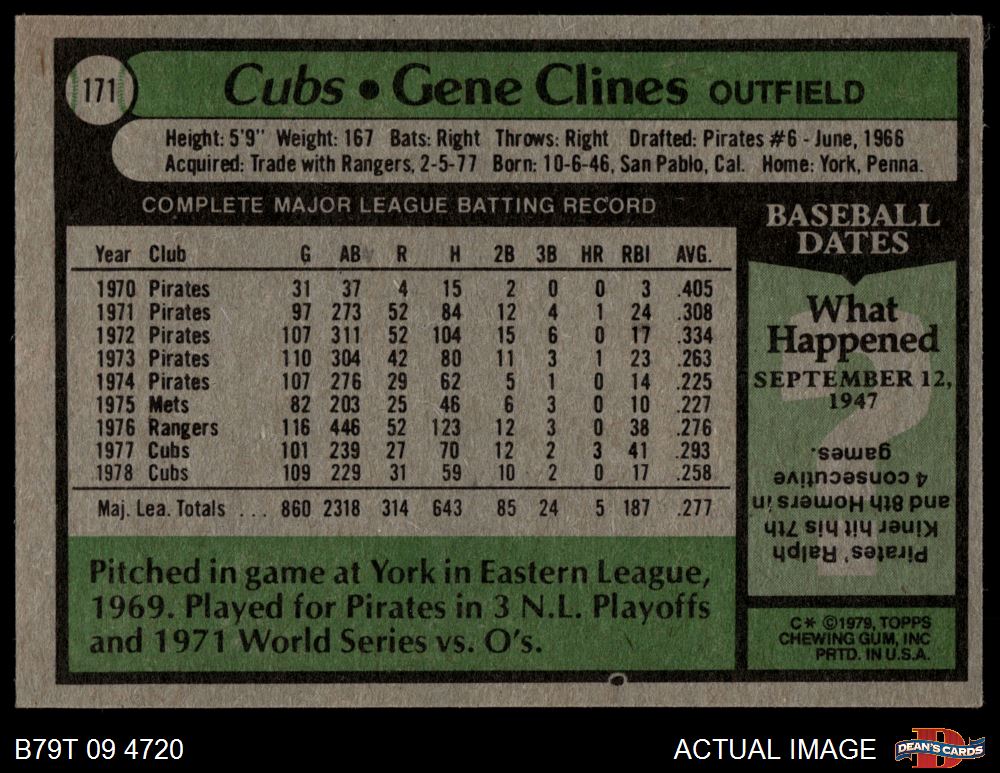 171
Cubs • Gene Clines OUTFIELD
Height: 5'9" Weight: 167 Bats: Right Throws: Right Drafted: Pirates #6 - June, 1966
Acquired: Trade with Rangers, 2-5-77 Born: 10-6-46, San Pablo, Cal. Home: York, Penna.
COMPLETE MAJOR LEAGUE BATTING RECORD
Year Club G AB R H 2B 3B HR RBI AVG.
1970 Pirates 31 37 4 15 2 0 0 3 .405
1971 Pirates 97 273 52 84 12 4 1 24 .308
1972 Pirates 107 311 52 104 15 6 0 17 .334
1973 Pirates 110 304 42 80 11 3 1 23 .263
1974 Pirates 107 276 29 62 5 1 0 14 .225
1975 Mets 82 203 25 46 6 3 0 10 .227
1976 Rangers 116 446 52 123 12 3 0 38 .276
1977 Cubs 101 239 27 70 12 2 3 41 .293
1978 Cubs 109 229 31 59 10 2 0 17 .258
Maj. Lea. Totals ... 860 2318 314 643 85 24 5 187 .277
Pitched in game at York in Eastern League,
1969. Played for Pirates in 3 N.L. Playoffs
and 1971 World Series vs. O's.
BASEBALL
DATES
What
Happened
SEPTEMBER 12,
1947
Pirates' Ralph
Kiner hit his 7th
and 8th Homers in
4 consecutive
games.
C* ©1979, TOPPS
CHEWING GUM, INC
PRTD. IN U.S.A.
B79T 09 4720
ACTUAL IMAGE
DEAN'S CARDS